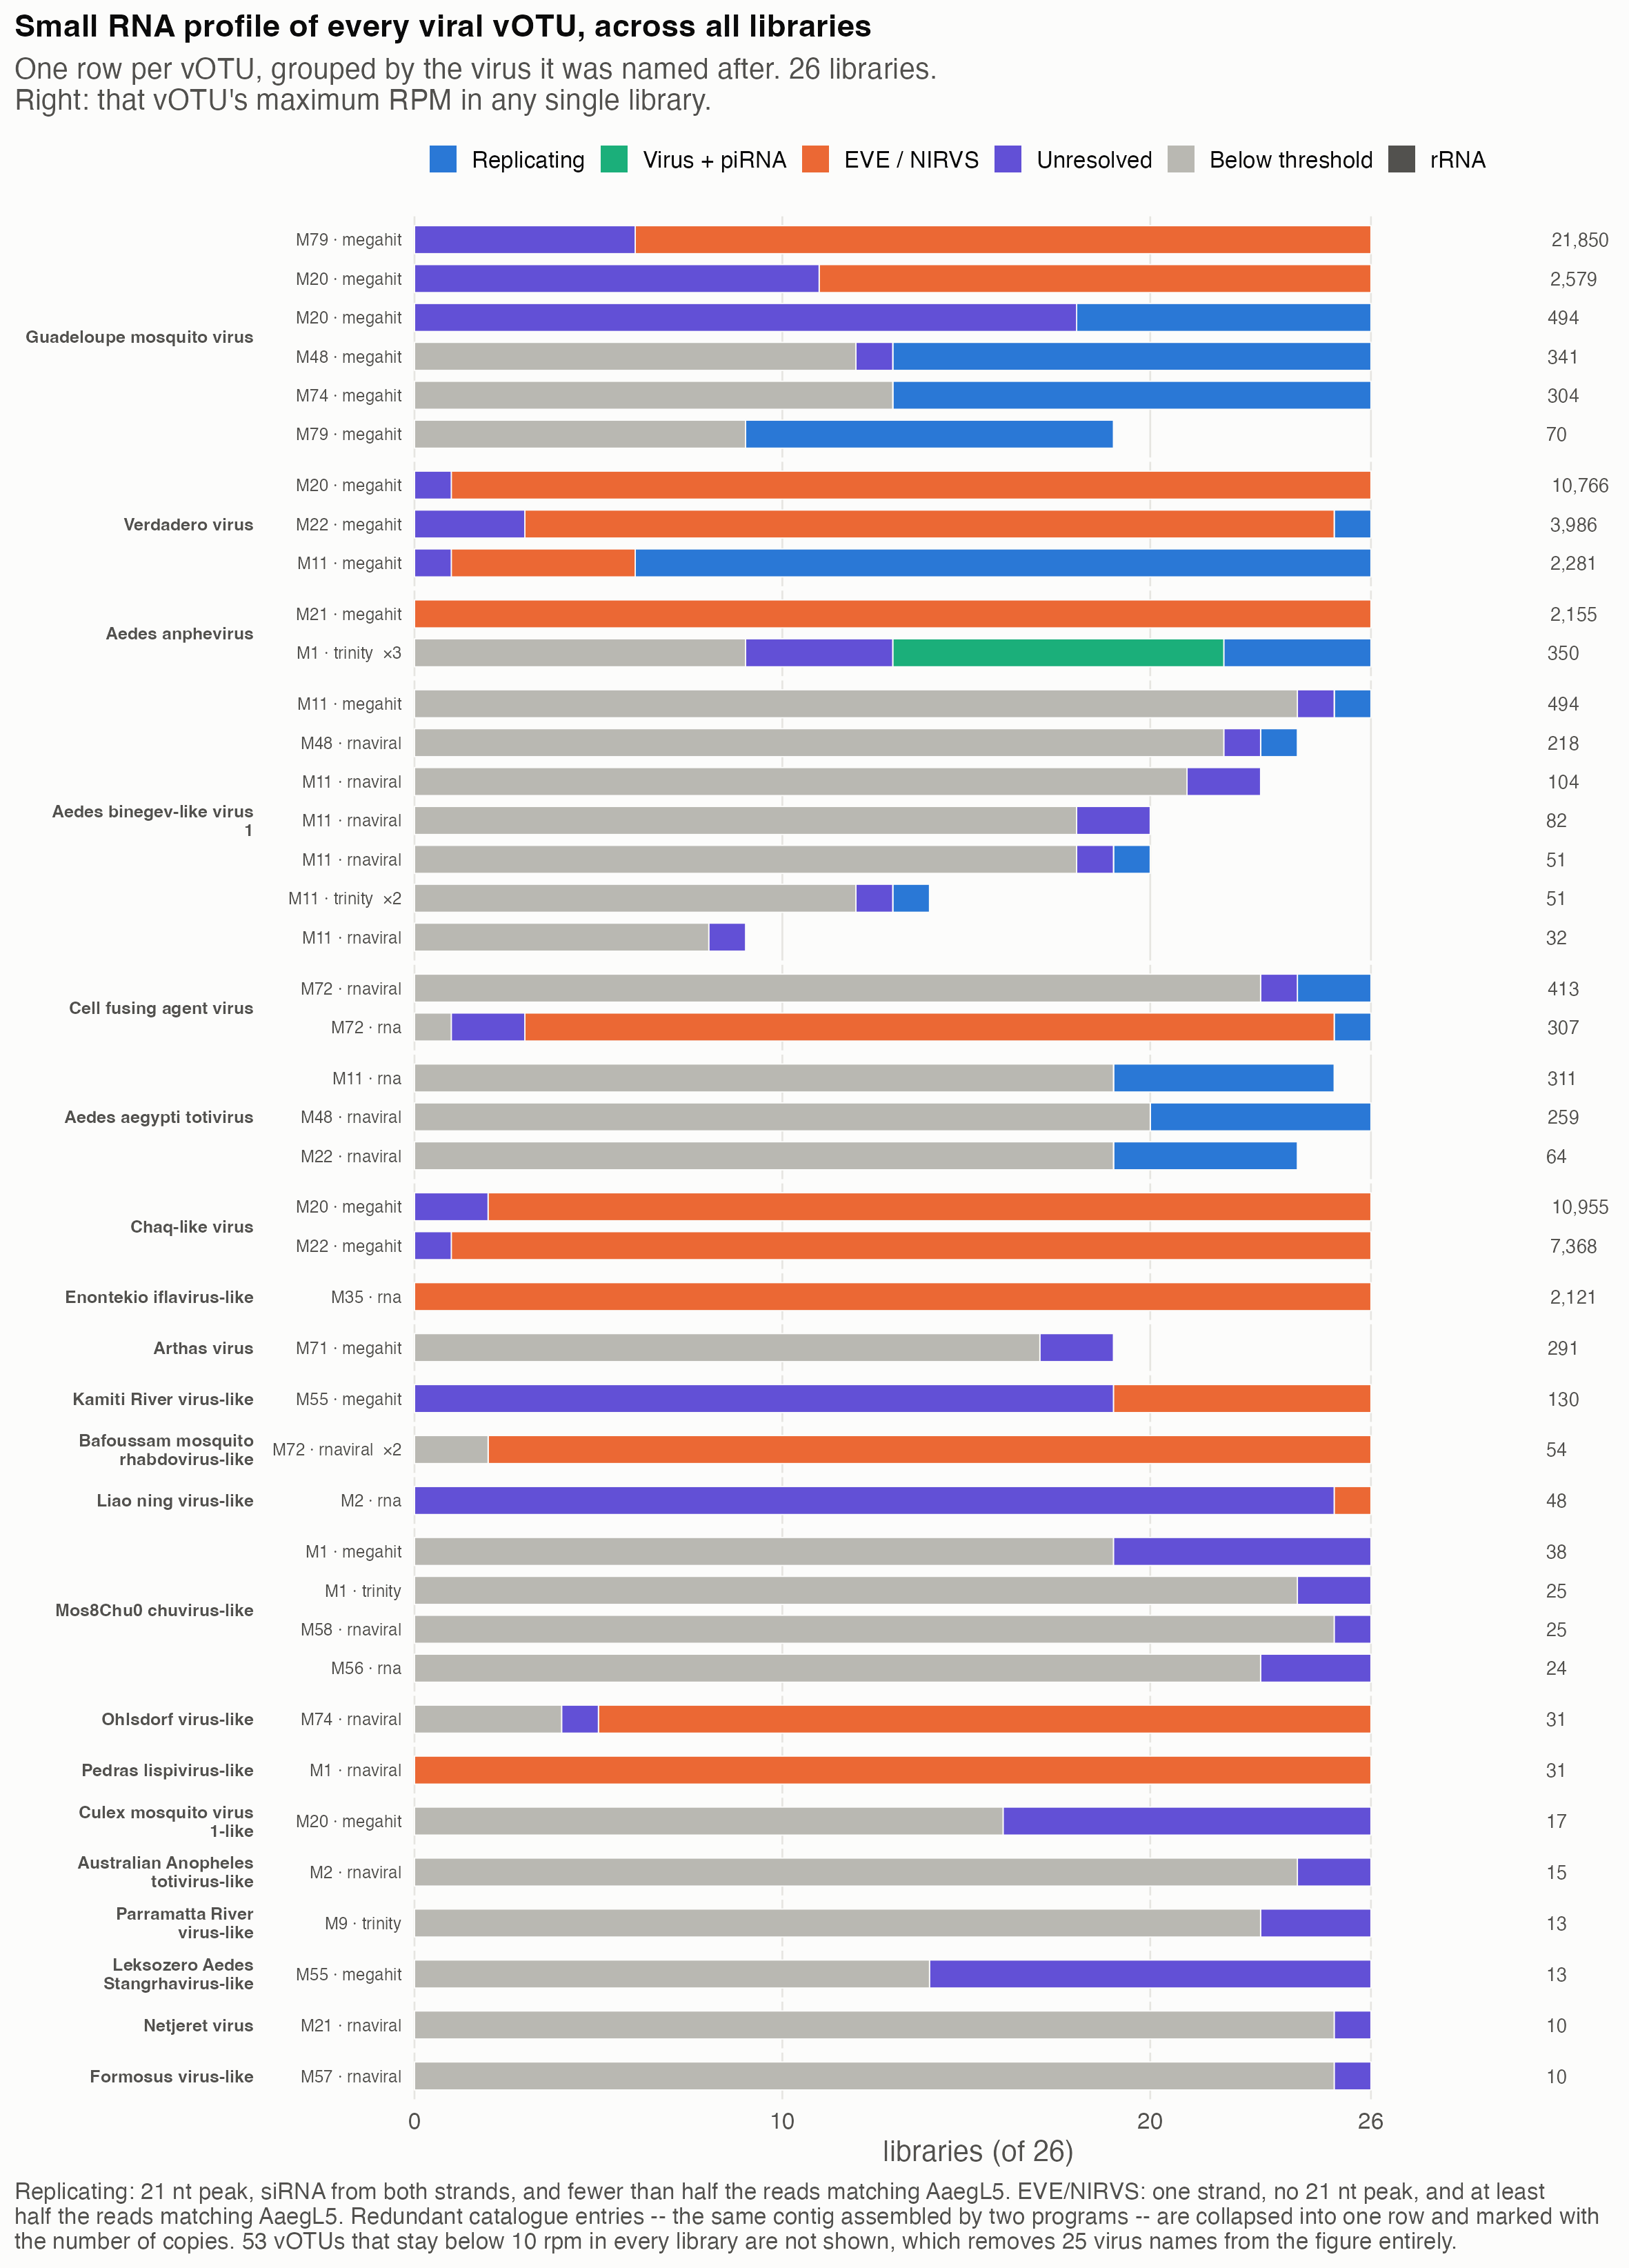 Small RNA profile of every viral vOTU, across all libraries
One row per vOTU, grouped by the virus it was named after. 26 libraries.
Right: that vOTU's maximum RPM in any single library.
Replicating Virus + piRNA EVE / NIRVS Unresolved Below threshold rRNA
Guadeloupe mosquito virus
M79 · megahit 21,850
M20 · megahit 2,579
M20 · megahit 494
M48 · megahit 341
M74 · megahit 304
M79 · megahit 70
Verdadero virus
M20 · megahit 10,766
M22 · megahit 3,986
M11 · megahit 2,281
Aedes anphevirus
M21 · megahit 2,155
M1 · trinity ×3 350
Aedes binegev-like virus
1
M11 · megahit 494
M48 · rnaviral 218
M11 · rnaviral 104
M11 · rnaviral 82
M11 · rnaviral 51
M11 · trinity ×2 51
M11 · rnaviral 32
Cell fusing agent virus
M72 · rnaviral 413
M72 · rna 307
Aedes aegypti totivirus
M11 · rna 311
M48 · rnaviral 259
M22 · rnaviral 64
Chaq-like virus
M20 · megahit 10,955
M22 · megahit 7,368
Enontekio iflavirus-like M35 · rna 2,121
Arthas virus M71 · megahit 291
Kamiti River virus-like M55 · megahit 130
Bafoussam mosquito
rhabdovirus-like
M72 · rnaviral ×2 54
Liao ning virus-like M2 · rna 48
Mos8Chu0 chuvirus-like
M1 · megahit 38
M1 · trinity 25
M58 · rnaviral 25
M56 · rna 24
Ohlsdorf virus-like M74 · rnaviral 31
Pedras lispivirus-like M1 · rnaviral 31
Culex mosquito virus
1-like
M20 · megahit 17
Australian Anopheles
totivirus-like
M2 · rnaviral 15
Parramatta River
virus-like
M9 · trinity 13
Leksozero Aedes
Stangrhavirus-like
M55 · megahit 13
Netjeret virus M21 · rnaviral 10
Formosus virus-like M57 · rnaviral 10
0 10 20 26
libraries (of 26)
Replicating: 21 nt peak, siRNA from both strands, and fewer than half the reads matching AaegL5. EVE/NIRVS: one strand, no 21 nt peak, and at least
half the reads matching AaegL5. Redundant catalogue entries -- the same contig assembled by two programs -- are collapsed into one row and marked with
the number of copies. 53 vOTUs that stay below 10 rpm in every library are not shown, which removes 25 virus names from the figure entirely.